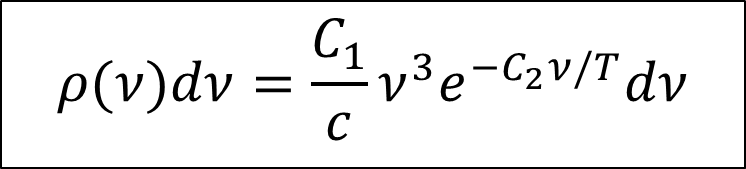 ρ(ν)dν = C₁/c ν³e^(−C₂ν/T) dν